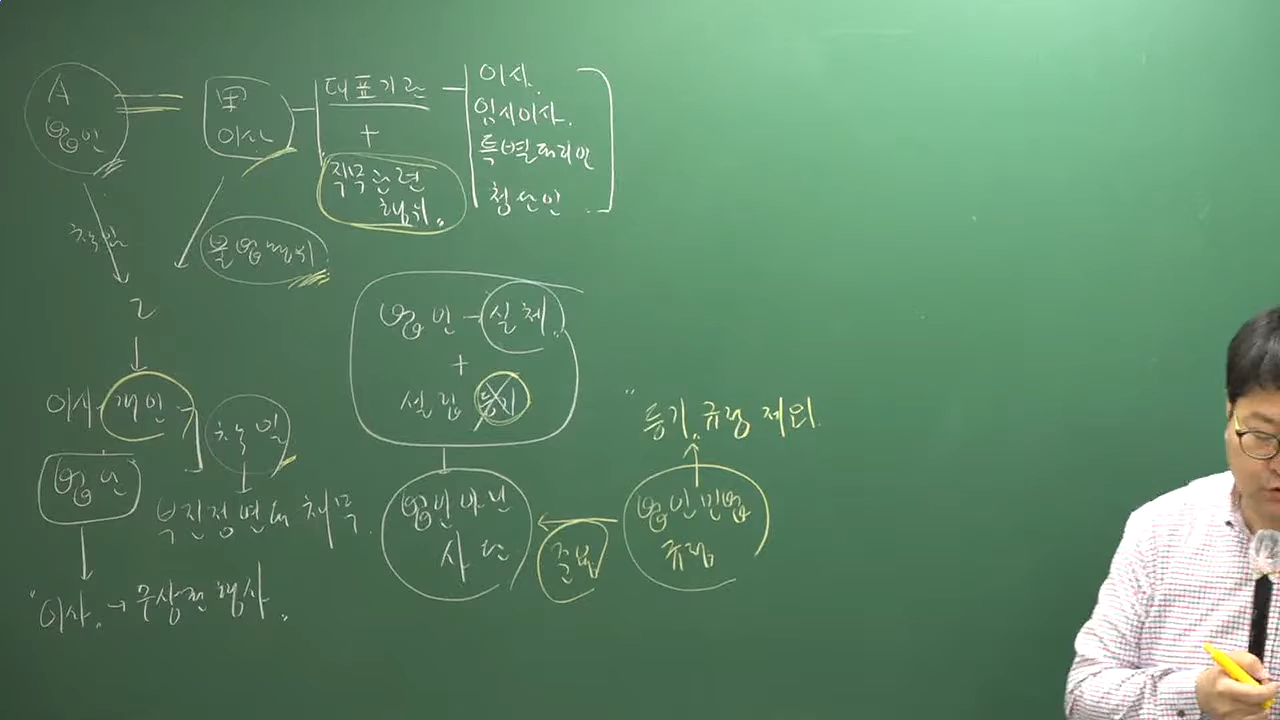 A
법인
甲
이사
대표기관
+
직무관련
행위.
이사.
임시이사.
특별대리인
청산인
책임
불법행위
乙
이사 개인
법인
책임
부진정연대 채무.
"이사" → 구상권 행사.
법인 - 실체
+
설립 등기
법인아닌
사단
준용
법인 민법
규정
"등기" 규정 제외.